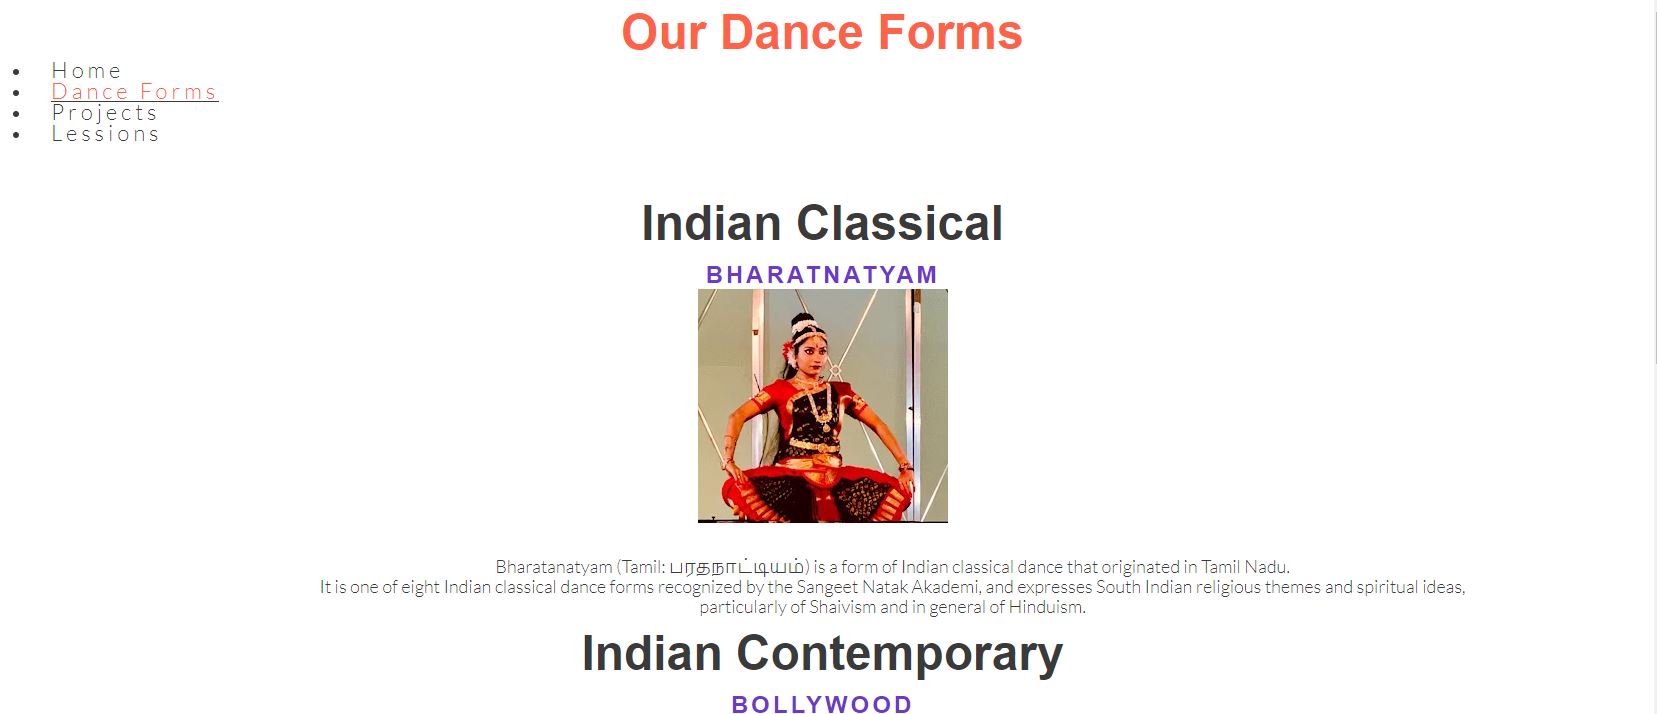 Our Dance Forms
Home
Dance Forms
Projects
Lessions
Indian Classical
BHARATNATYAM
Bharatanatyam (Tamil: பரதநாட்டியம்) is a form of Indian classical dance that originated in Tamil Nadu.
It is one of eight Indian classical dance forms recognized by the Sangeet Natak Akademi, and expresses South Indian religious themes and spiritual ideas,
particularly of Shaivism and in general of Hinduism.
Indian Contemporary
BOLLYWOOD